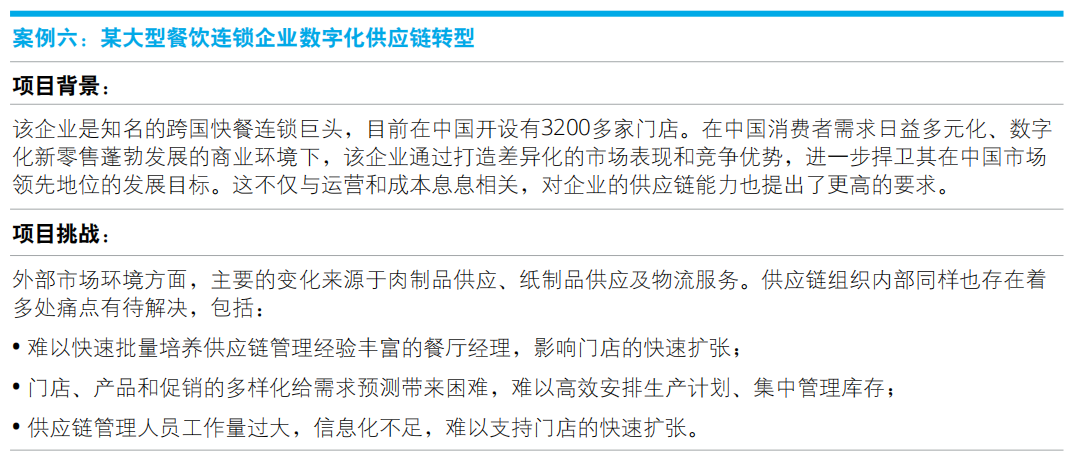 案例六：某大型餐饮连锁企业数字化供应链转型
项目背景：
该企业是知名的跨国快餐连锁巨头，目前在中国开设有3200多家门店。在中国消费者需求日益多元化、数字
化新零售蓬勃发展的商业环境下，该企业通过打造差异化的市场表现和竞争优势，进一步捍卫其在中国市场
领先地位的发展目标。这不仅与运营和成本息息相关，对企业的供应链能力也提出了更高的要求。
项目挑战：
外部市场环境方面，主要的变化来源于肉制品供应、纸制品供应及物流服务。供应链组织内部同样也存在着
多处痛点有待解决，包括：
• 难以快速批量培养供应链管理经验丰富的餐厅经理，影响门店的快速扩张；
• 门店、产品和促销的多样化给需求预测带来困难，难以高效安排生产计划、集中管理库存；
• 供应链管理人员工作量过大，信息化不足，难以支持门店的快速扩张。